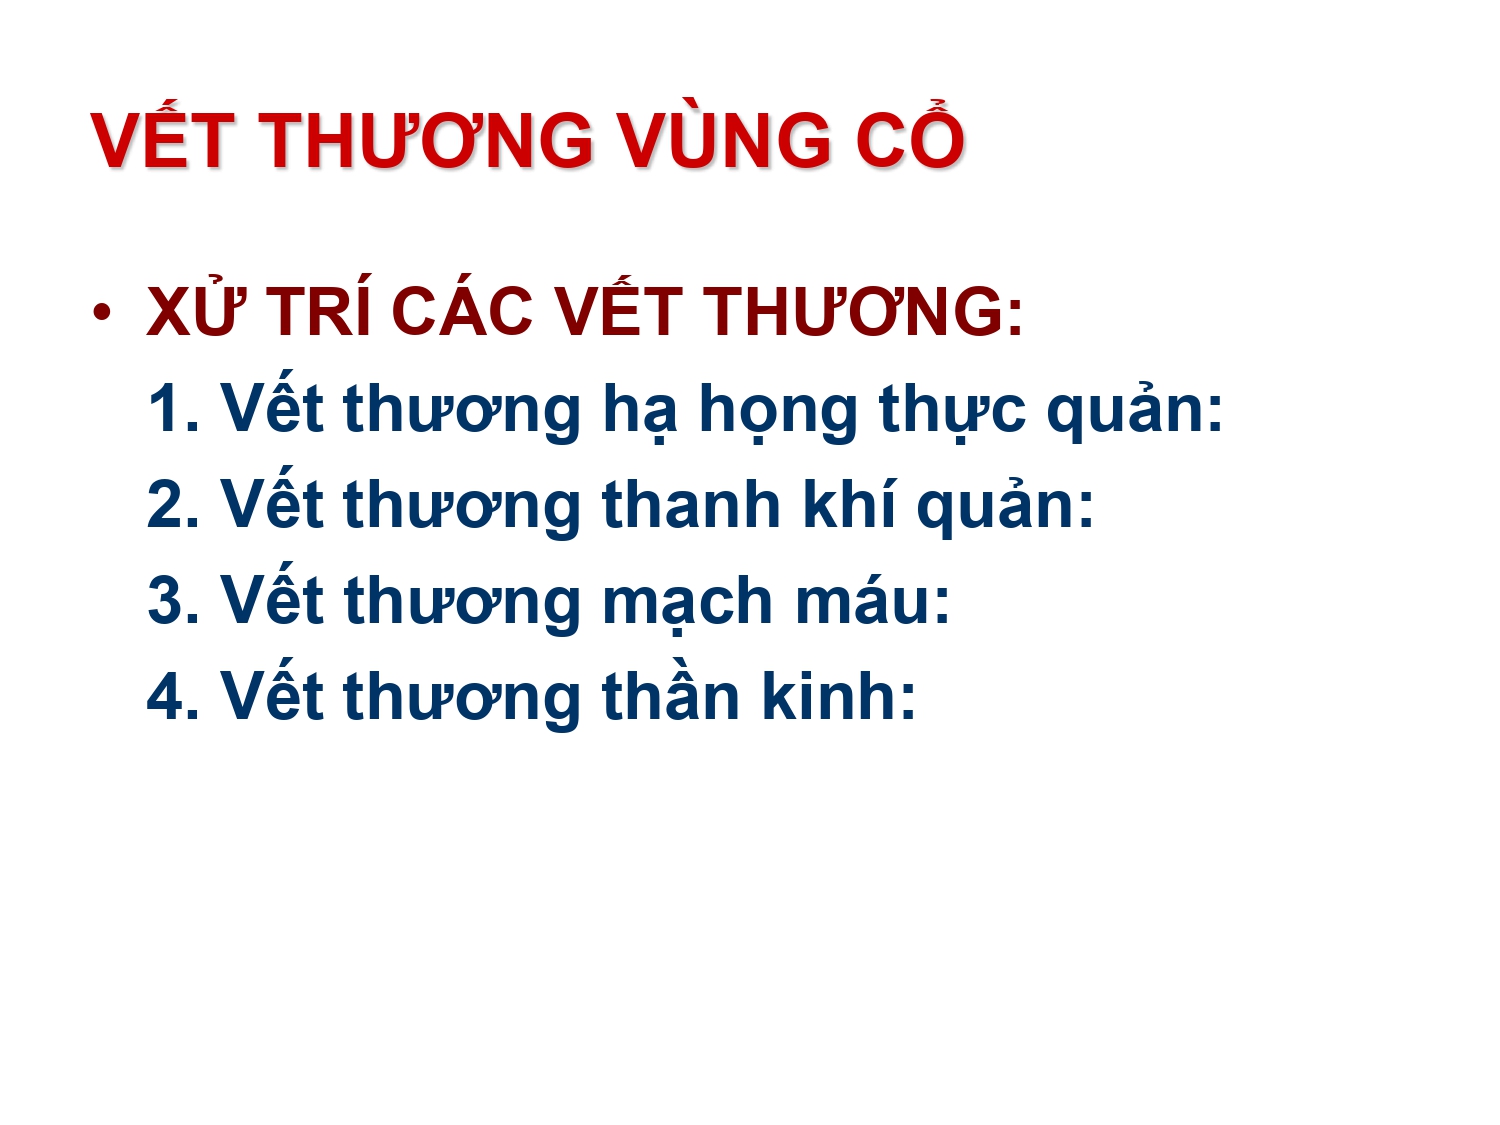 VẾT THƯƠNG VÙNG CỔ
• XỬ TRÍ CÁC VẾT THƯƠNG:
1. Vết thương hạ họng thực quản:
2. Vết thương thanh khí quản:
3. Vết thương mạch máu:
4. Vết thương thần kinh: